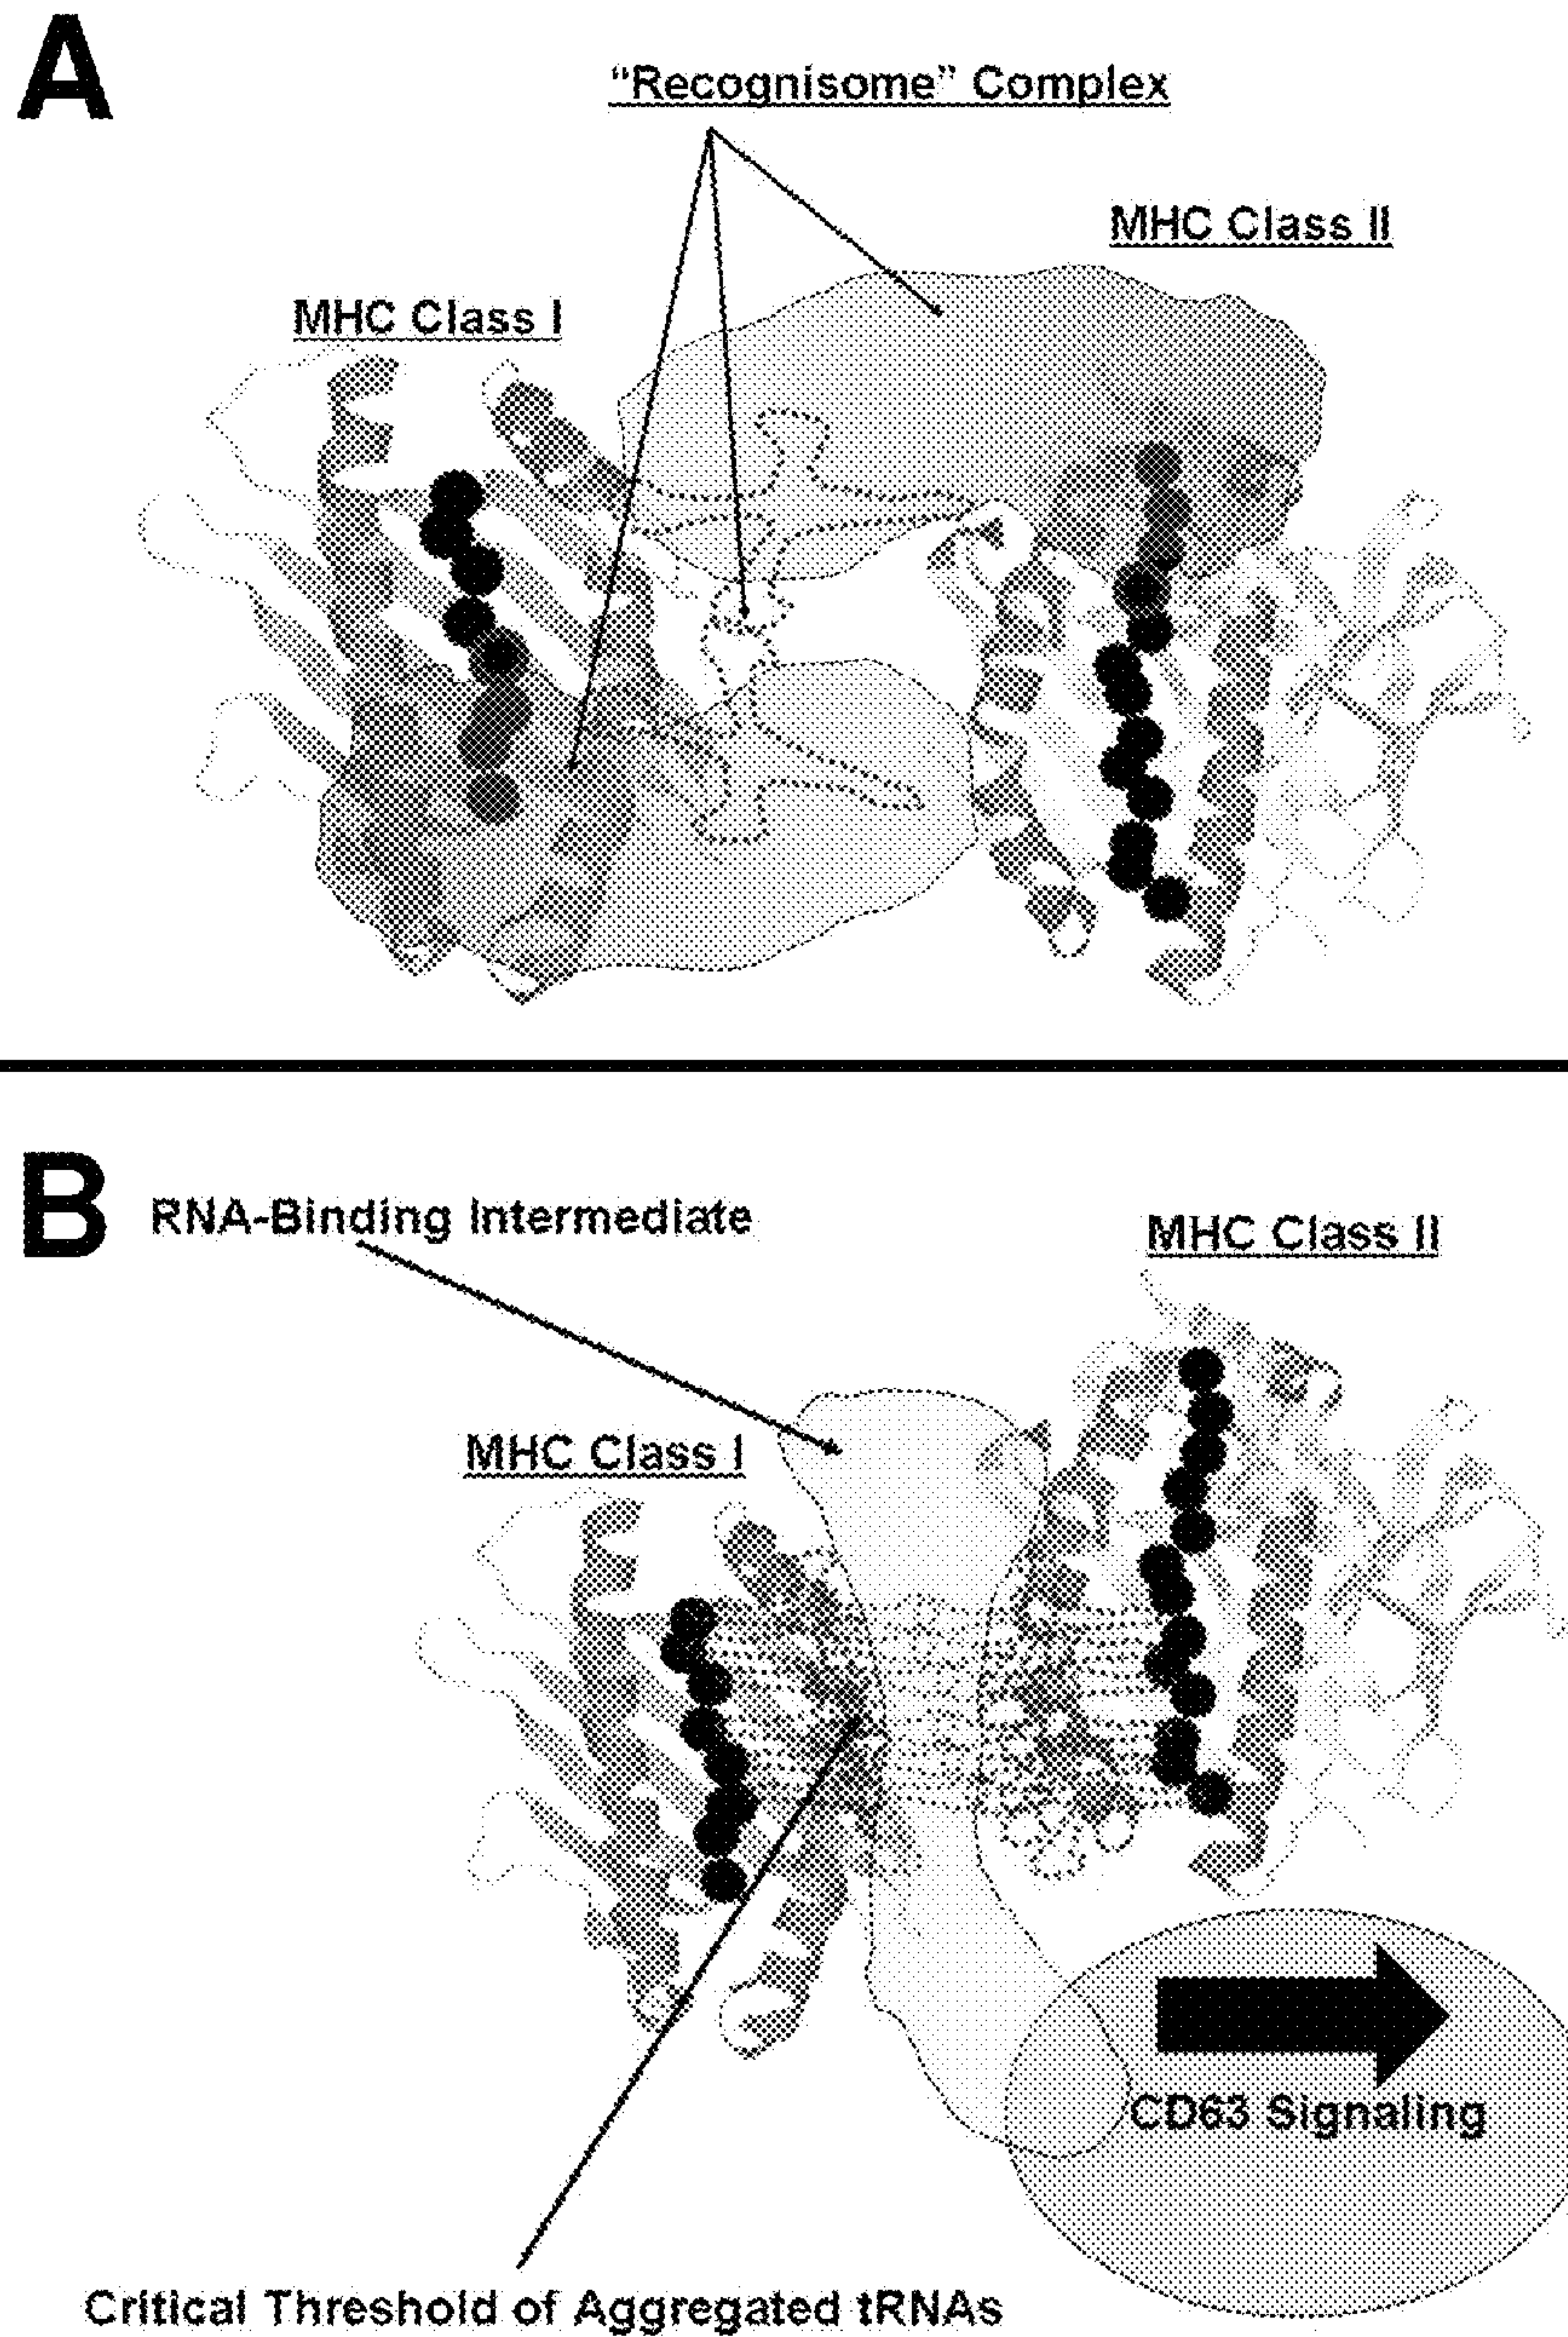 A
“Recognisome” Complex
MHC Class II
MHC Class I
B
RNA-Binding Intermediate
MHC Class II
MHC Class I
CD63 Signaling
Critical Threshold of Aggregated tRNAs